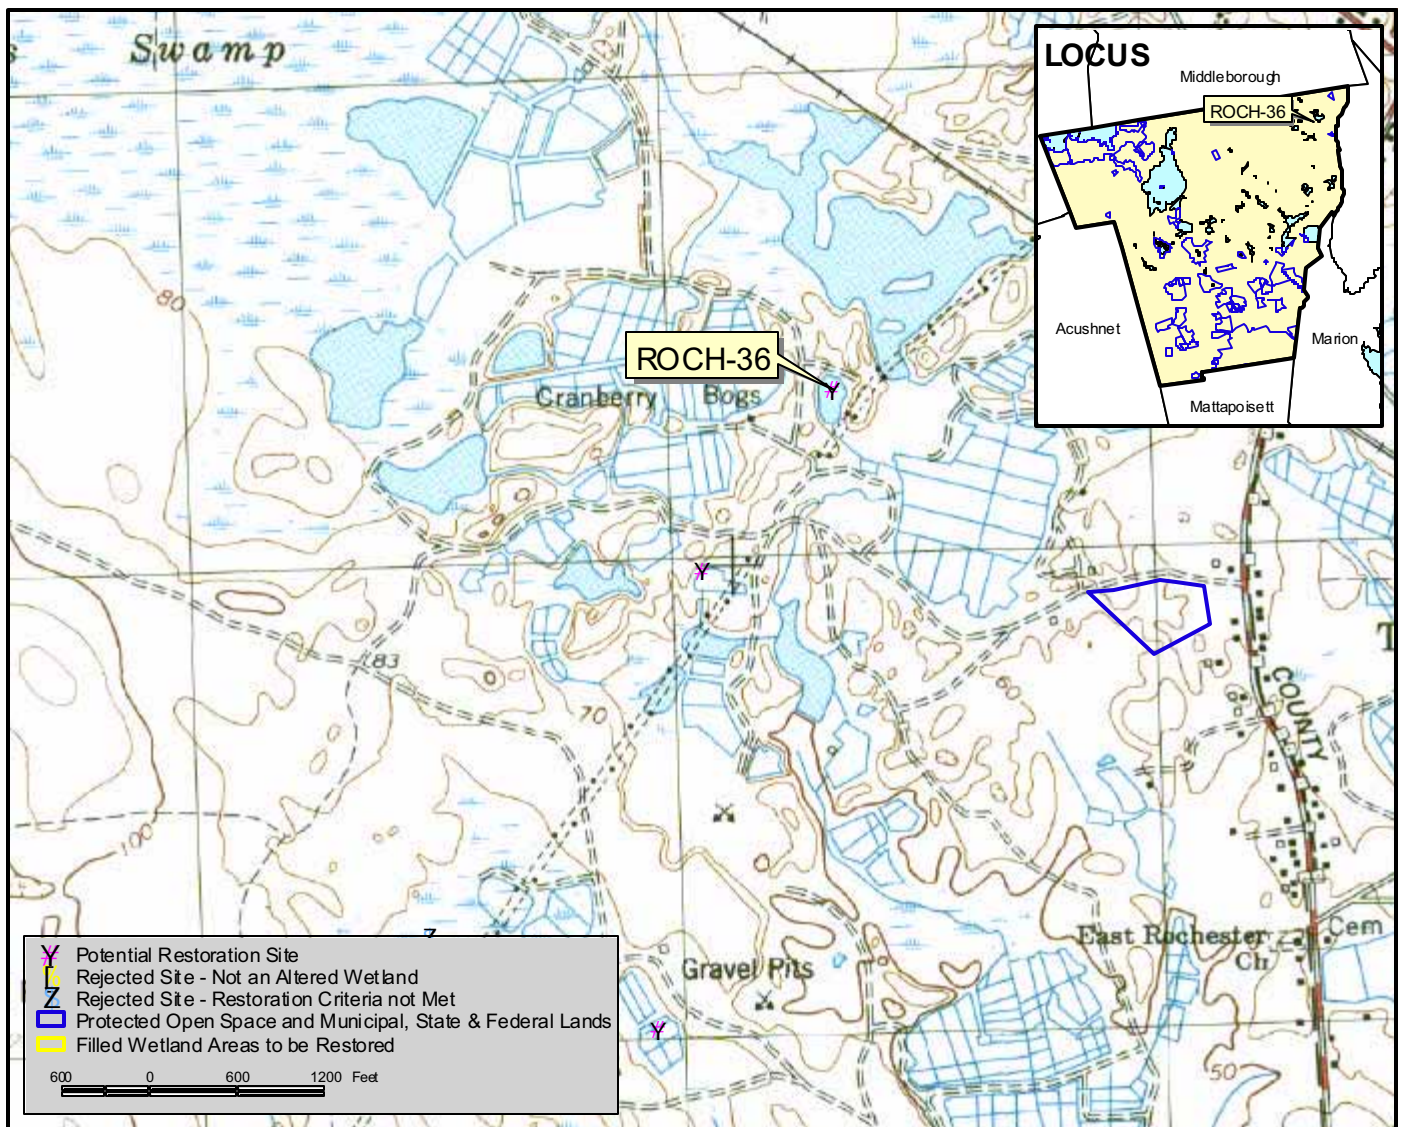 Swamp
LOCUS
Middleborough
ROCH-36
Acushnet
Marion
Mattapoisett
80
ROCH-36
Cranberry Bogs
83
70
60
COUNTY
100
East Rochester
Ch
Cem
Gravel Pits
50
Y Potential Restoration Site
Rejected Site - Not an Altered Wetland
Z Rejected Site - Restoration Criteria not Met
Protected Open Space and Municipal, State & Federal Lands
Filled Wetland Areas to be Restored
600 0 600 1200 Feet